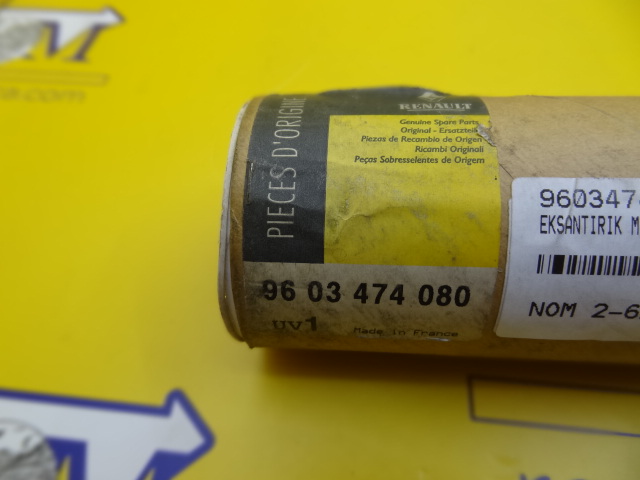 M
.com
PIECES D'ORIGINE
RENAULT
Genuine Spare Parts
Original - Ersatzteile
Piezas de Recambio de Origen
Ricambi Originali
Peças Sobresselentes de Origem
96 03 474 080
UV1
Made in France
960347
EKSANTIRIK M
NOM 2-6
M